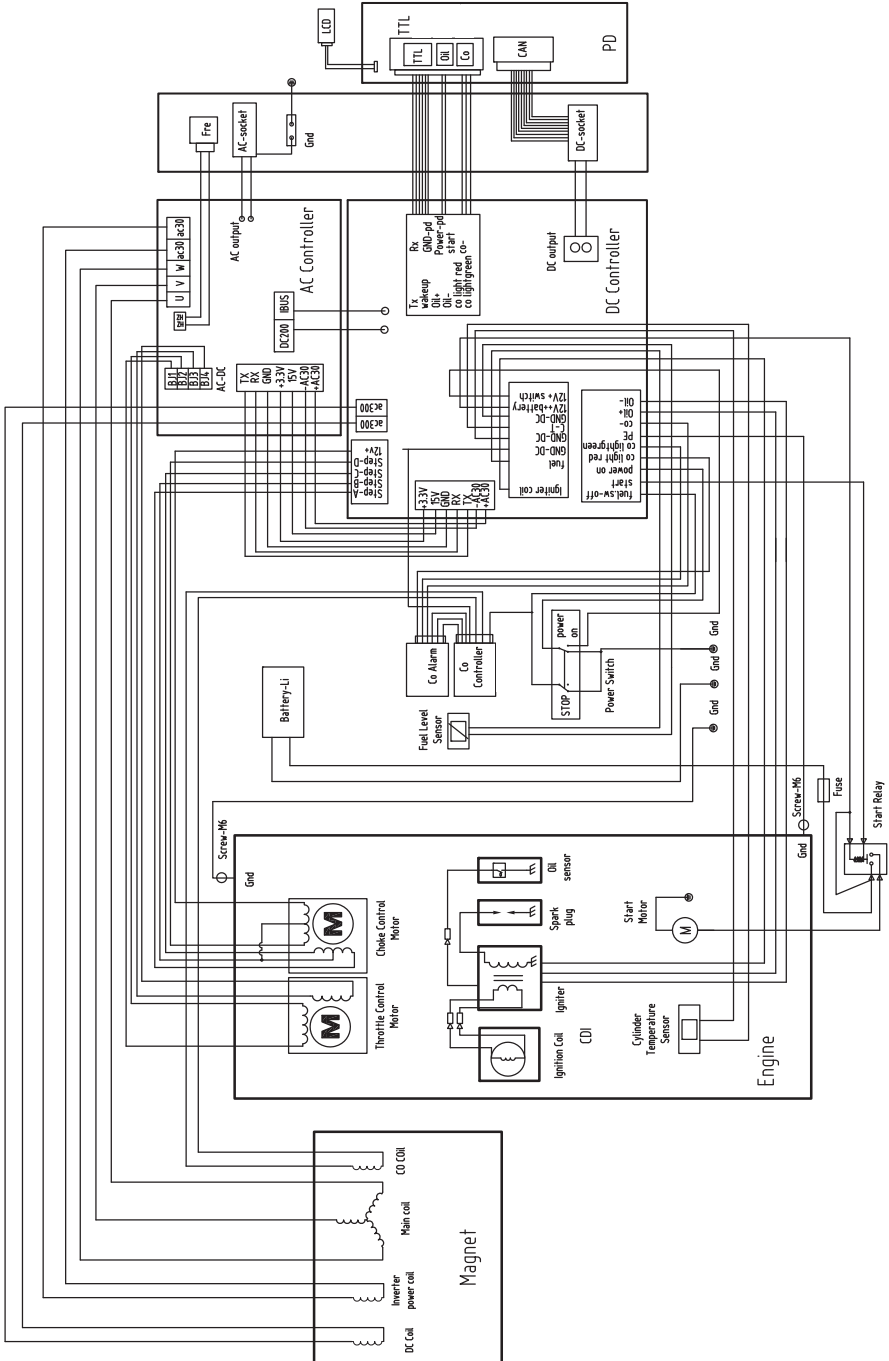 LCD
TTL
TTL
Oil
Co
CAN
PD
Fre
AC-socket
Gnd
DC-socket
U
V
W
ac30
ac30
HZ
HZ
AC output
AC Controller
IBUS
DC200
BJ1
BJ2
BJ3
BJ4
AC-DC
TX
RX
GND
+3.3V
15V
-AC30
+AC30
ac300
ac300
Tx
wakeup
Oil+
Oil-
co light red
co lightgreen
Rx
GND-pd
Power-pd
start
co-
DC output
DC Controller
12v+
Step-D
Step-C
Step-B
Step-A
+3.3V
15V
GND
RX
TX
-AC30
+AC30
12V+ switch
12V++battery
GND-DC
C-T
GND-DC
GND-DC
fuel
Igniter coil
Oil-
Oil+
co-
PE
co lightgreen
co light red
power on
start
fuel.sw-off
Co Alarm
Co
Controller
power
on
STOP
Power Switch
Gnd
Gnd
Gnd
Battery-Li
Fuel Level
Sensor
Screw-M6
Gnd
Screw-M6
Gnd
Fuse
Start Relay
Choke Control
Motor
M
Throttle Control
Motor
M
Oil
sensor
Spark
plug
Igniter
Ignition Coil
CDI
Start
Motor
M
Cylinder
Temperature
Sensor
Engine
CO COil
Main coil
Inverter
power coil
DC Coil
Magnet